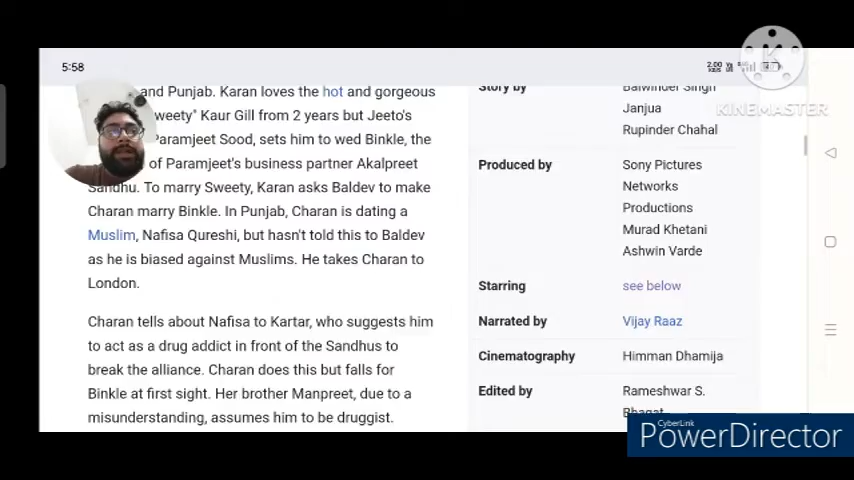 5:58
2.00
and Punjab. Karan loves the hot and gorgeous
weety" Kaur Gill from 2 years but Jeeto's
Paramjeet Sood, sets him to wed Binkle, the
of Paramjeet's business partner Akalpreet
Sandhu. To marry Sweety, Karan asks Baldev to make
Charan marry Binkle. In Punjab, Charan is dating a
Muslim, Nafisa Qureshi, but hasn't told this to Baldev
as he is biased against Muslims. He takes Charan to
London.
Charan tells about Nafisa to Kartar, who suggests him
to act as a drug addict in front of the Sandhus to
break the alliance. Charan does this but falls for
Binkle at first sight. Her brother Manpreet, due to a
misunderstanding, assumes him to be druggist.
Story by
Balwinder Singh
Janjua
Rupinder Chahal
Produced by
Sony Pictures
Networks
Productions
Murad Khetani
Ashwin Varde
Starring
see below
Narrated by
Vijay Raaz
Cinematography
Himman Dhamija
Edited by
Rameshwar S.
Bhagat
K
KINEMASTER
CyberLink
PowerDirector